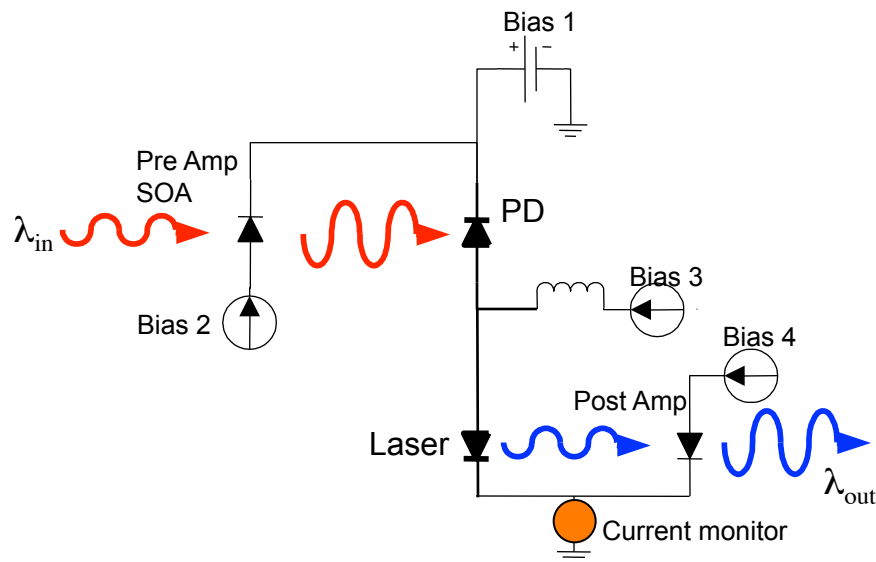 Bias 1
+ −
Pre Amp
SOA
λin
PD
Bias 3
Bias 2
Bias 4
Post Amp
Laser
λout
Current monitor